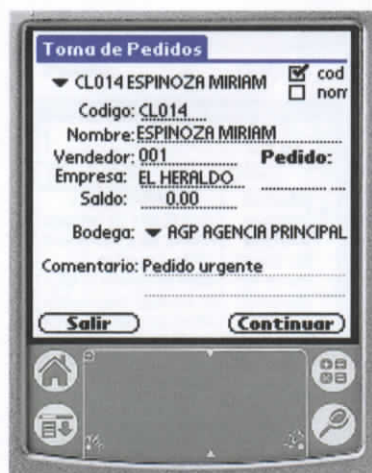 Toma de Pedidos
CL014 ESPINOZA MIRIAM
cod
nom
Codigo: CL014
Nombre: ESPINOZA MIRIAM
Vendedor: 001
Pedido:
Empresa: EL HERALDO
Saldo: 0.00
Bodega: AGP AGENCIA PRINCIPAL
Comentario: Pedido urgente
Salir
Continuar